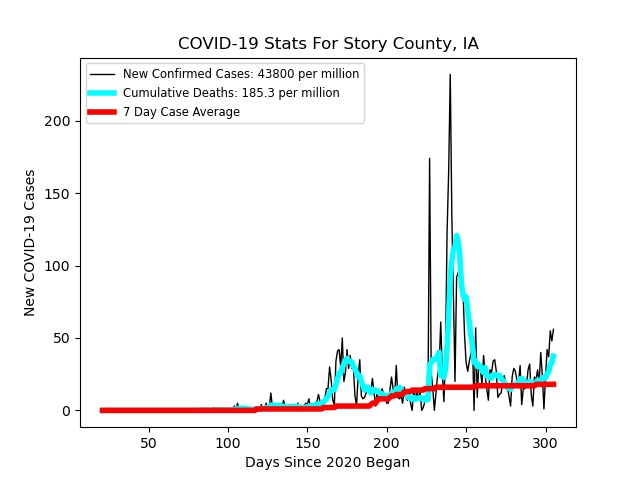 COVID-19 Stats For Story County, IA
New Confirmed Cases: 43800 per million
Cumulative Deaths: 185.3 per million
7 Day Case Average
New COVID-19 Cases
200
150
100
50
0
50 100 150 200 250 300
Days Since 2020 Began